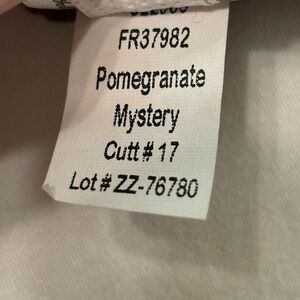 FR37982
Pomegranate
Mystery
Cutt # 17
Lot # ZZ-76780